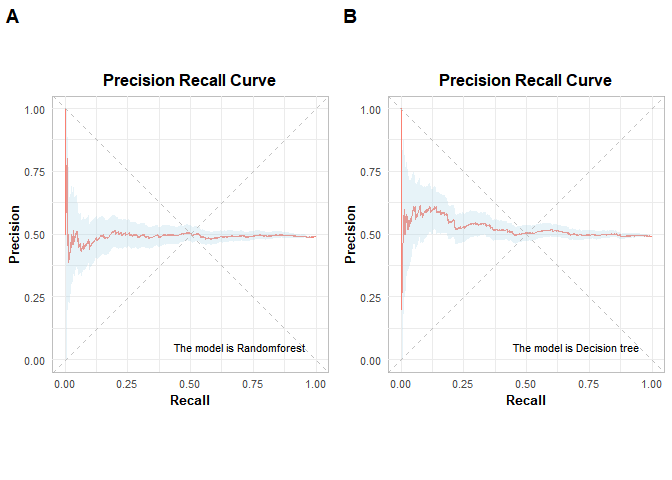 A
B
Precision Recall Curve
Precision Recall Curve
1.00
0.75
0.50
0.25
0.00
Precision
The model is Randomforest
0.00 0.25 0.50 0.75 1.00
Recall
1.00
0.75
0.50
0.25
0.00
Precision
The model is Decision tree
0.00 0.25 0.50 0.75 1.00
Recall